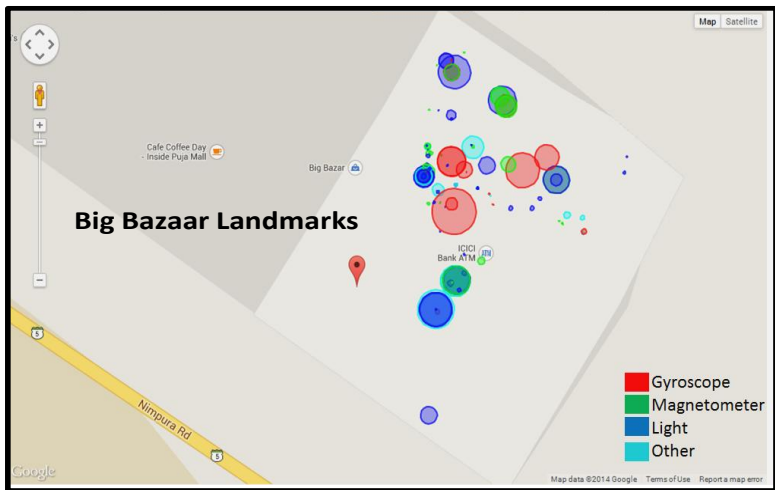 Map Satellite
's
Cafe Coffee Day
- Inside Puja Mall
Big Bazar
Big Bazaar Landmarks
ICICI
Bank ATM
5
Nimpura Rd
5
Gyroscope
Magnetometer
Light
Other
Google
Map data ©2014 Google Terms of Use Report a map error